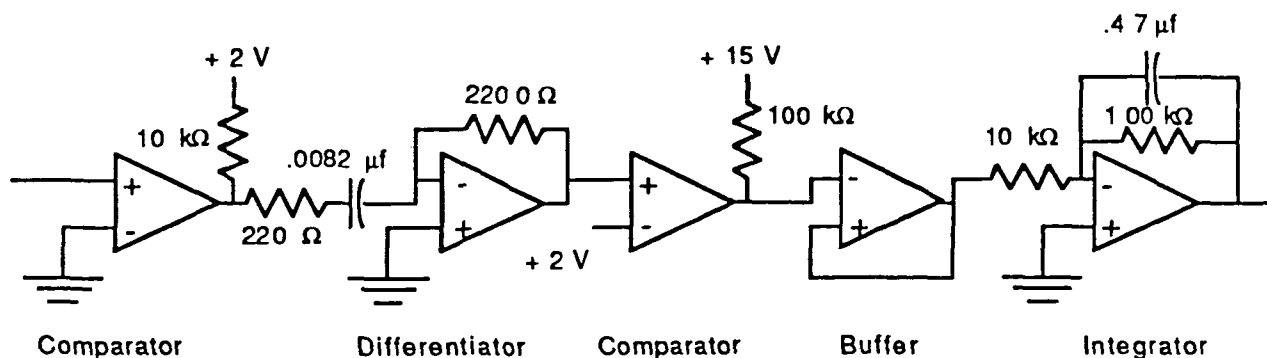 .4 7 µf
+ 2 V
+ 15 V
220 0 Ω
10 kΩ
100 kΩ
10 kΩ
1 00 kΩ
.0082 µf
+
-
220 Ω
-
+
+
-
+ 2 V
-
+
-
+
Comparator
Differentiator
Comparator
Buffer
Integrator